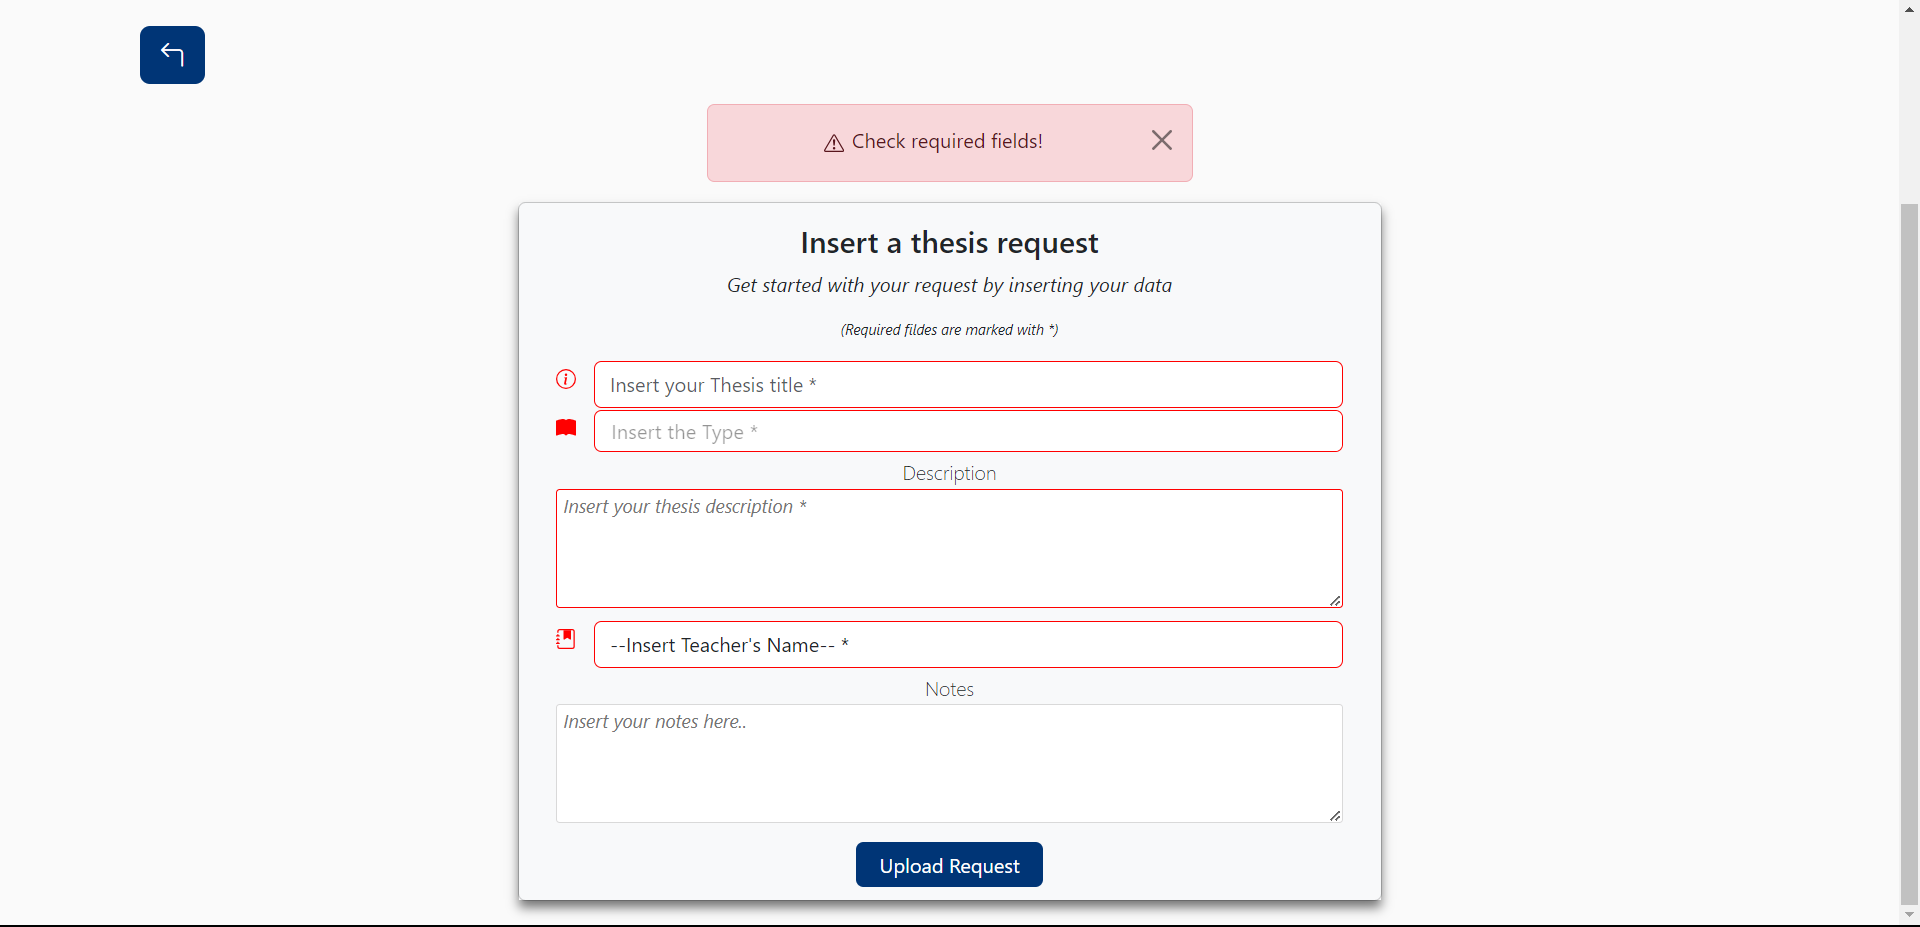 Check required fields!
Insert a thesis request
Get started with your request by inserting your data
(Required fildes are marked with *)
Insert your Thesis title *
Insert the Type *
Description
Insert your thesis description *
--Insert Teacher's Name-- *
Notes
Insert your notes here..
Upload Request